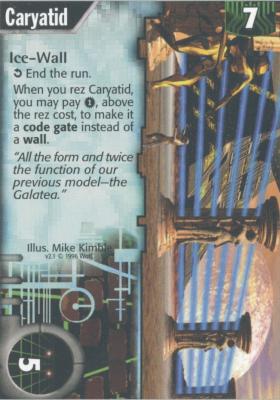 Caryatid
7
Ice-Wall
End the run.
When you rez Caryatid,
you may pay 1, above
the rez cost, to make it
a code gate instead of
a wall.
"All the form and twice
the function of our
previous model—the
Galatea."
Illus. Mike Kimble
v2.1 © 1996 WotC
5